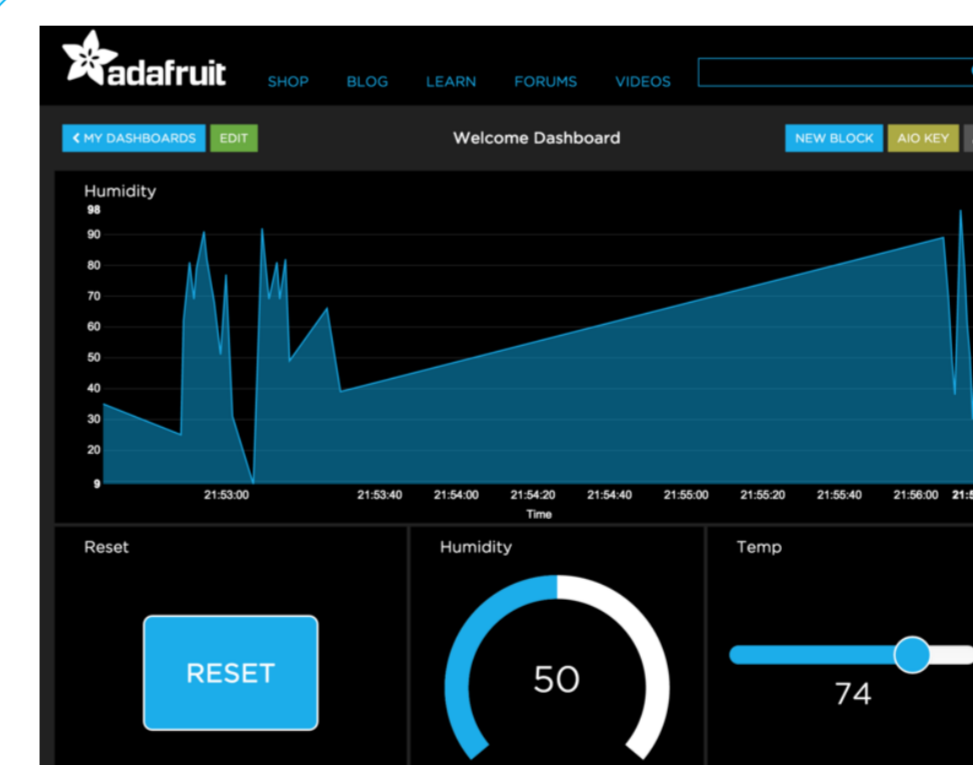 adafruit SHOP BLOG LEARN FORUMS VIDEOS
MY DASHBOARDS EDIT Welcome Dashboard NEW BLOCK AIO KEY
Humidity
98
90
80
70
60
50
40
30
20
9
21:53:00 21:53:40 21:54:00 21:54:20 21:54:40 21:55:00 21:55:20 21:55:40 21:56:00
Time
Reset Humidity Temp
RESET 50 74